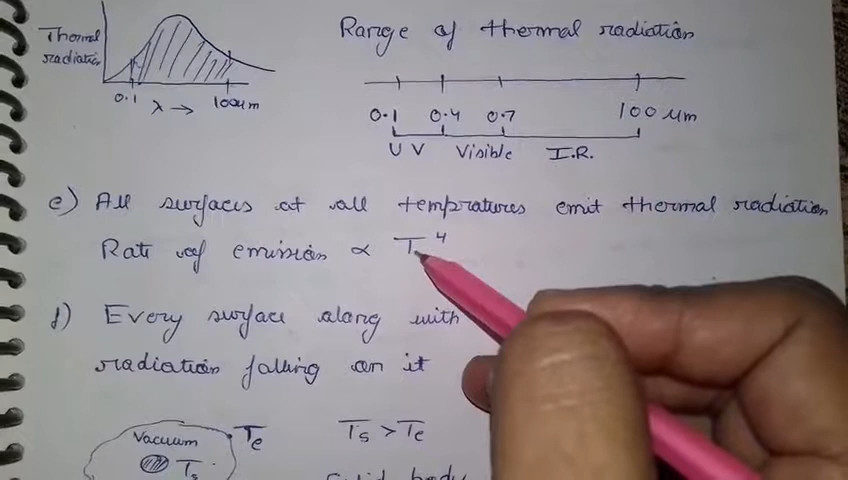 Thermal
radiation
0.1 λ → 100μm
Range of thermal radiation
0.1 0.4 0.7 100 μm
UV Visible I.R.
e) All surfaces at all tempratures emit thermal radiation
Rate of emission ∝ T⁴
f) Every surface along with
radiation falling on it
Vacuum Te Ts > Te
Ts